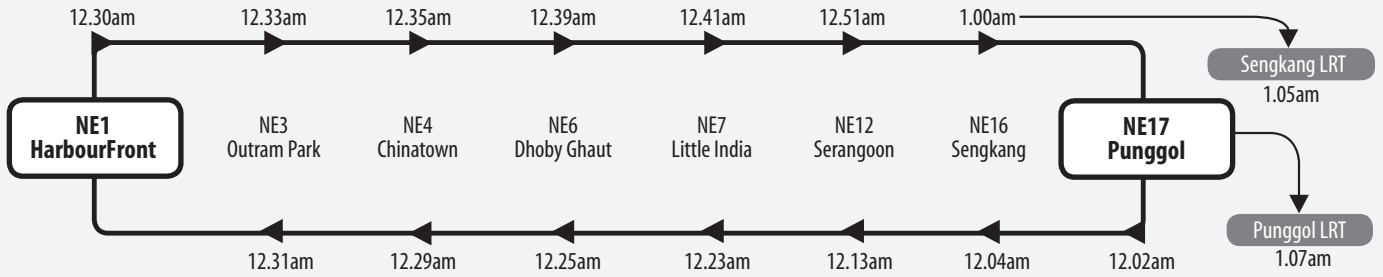 12.30am 12.33am 12.35am 12.39am 12.41am 12.51am 1.00am
Sengkang LRT
1.05am
NE1
HarbourFront
NE3
Outram Park
NE4
Chinatown
NE6
Dhoby Ghaut
NE7
Little India
NE12
Serangoon
NE16
Sengkang
NE17
Punggol
Punggol LRT
1.07am
12.31am 12.29am 12.25am 12.23am 12.13am 12.04am 12.02am